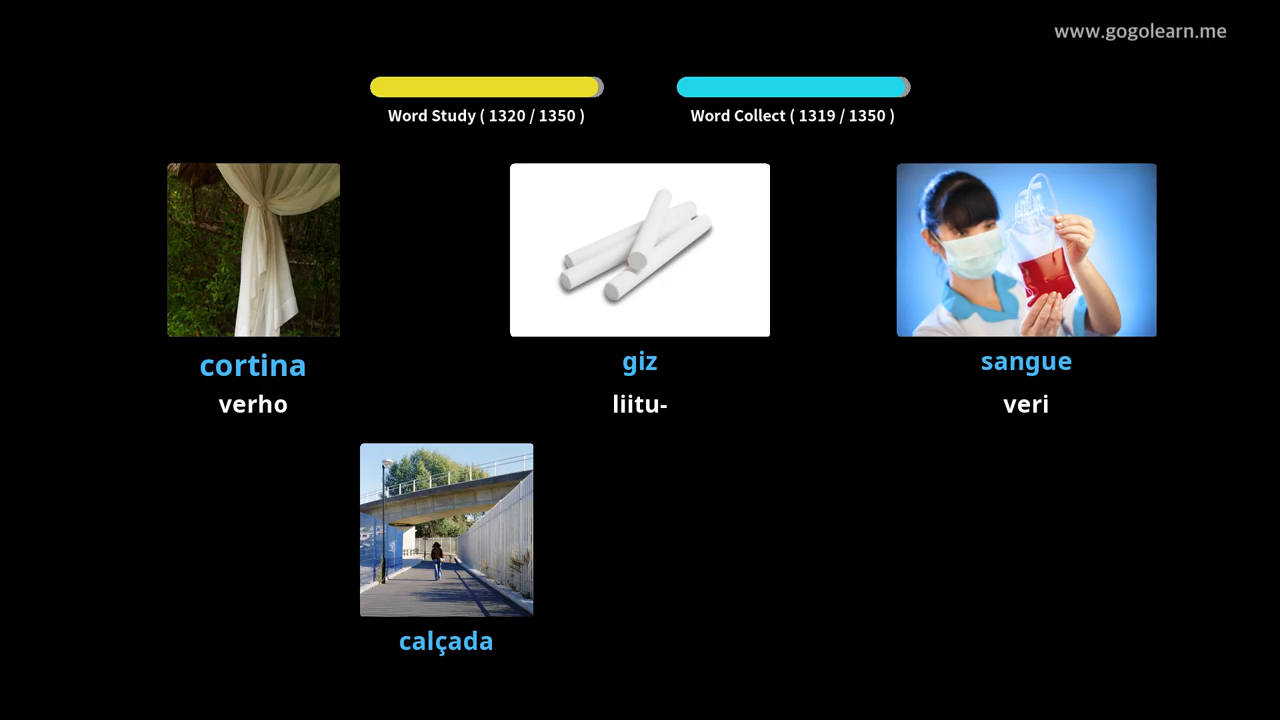 www.gogolearn.me
Word Study ( 1320 / 1350 )
Word Collect ( 1319 / 1350 )
cortina
verho
giz
liitu-
sangue
veri
calçada